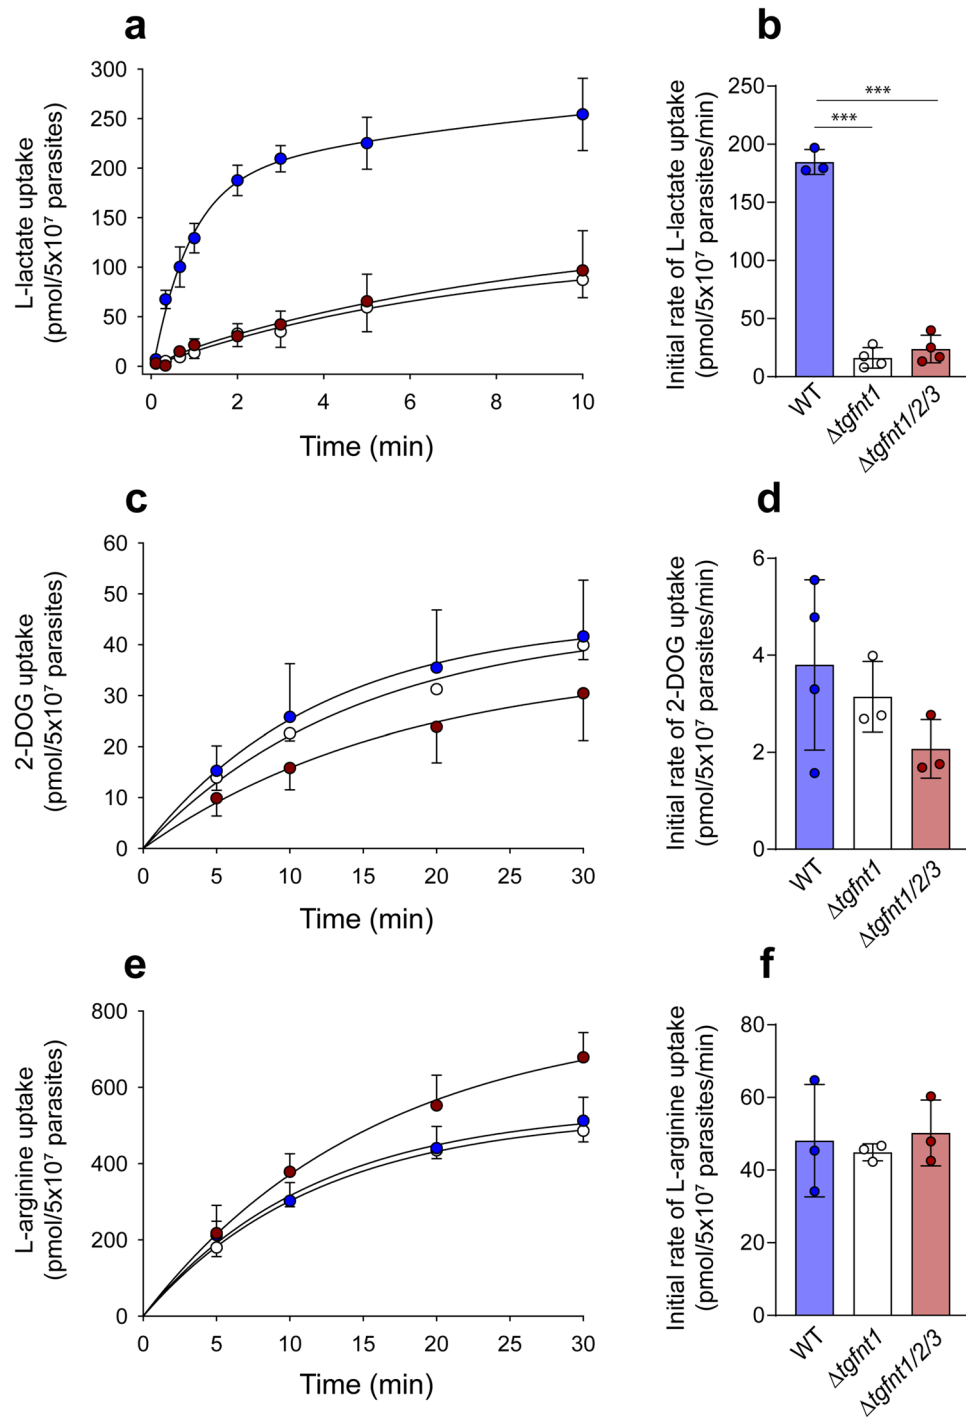 a
300
250
200
150
100
50
0
L-lactate uptake
(pmol/5x10⁷ parasites)
0 2 4 6 8 10
Time (min)
b
250
200
150
100
50
0
Initial rate of L-lactate uptake
(pmol/5x10⁷ parasites/min)
***
***
WT
Δtgfnt1
Δtgfnt1/2/3
c
60
50
40
30
20
10
0
2-DOG uptake
(pmol/5x10⁷ parasites)
0 5 10 15 20 25 30
Time (min)
d
6
4
2
0
Initial rate of 2-DOG uptake
(pmol/5x10⁷ parasites/min)
WT
Δtgfnt1
Δtgfnt1/2/3
e
800
600
400
200
0
L-arginine uptake
(pmol/5x10⁷ parasites)
0 5 10 15 20 25 30
Time (min)
f
80
60
40
20
0
Initial rate of L-arginine uptake
(pmol/5x10⁷ parasites/min)
WT
Δtgfnt1
Δtgfnt1/2/3